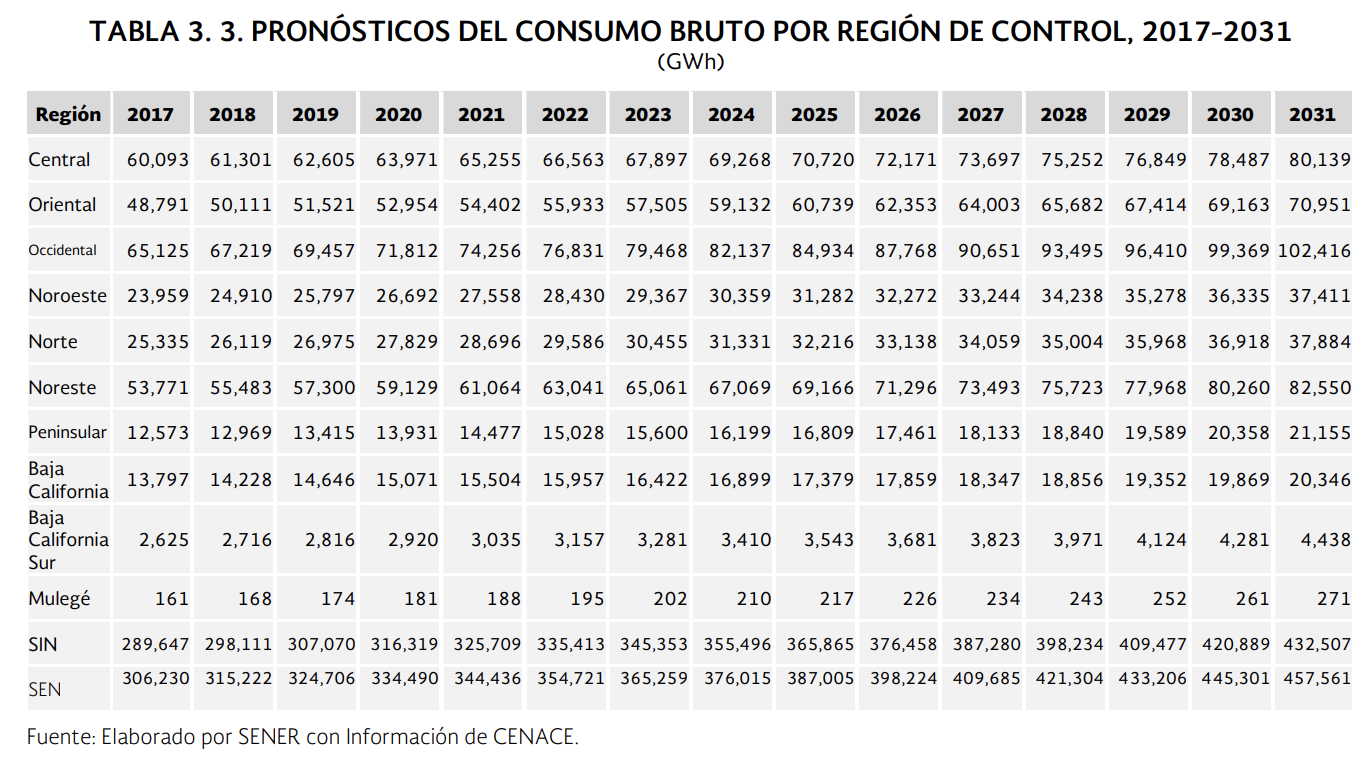 TABLA 3. 3. PRONÓSTICOS DEL CONSUMO BRUTO POR REGIÓN DE CONTROL, 2017-2031
(GWh)
Región 2017 2018 2019 2020 2021 2022 2023 2024 2025 2026 2027 2028 2029 2030 2031
Central 60,093 61,301 62,605 63,971 65,255 66,563 67,897 69,268 70,720 72,171 73,697 75,252 76,849 78,487 80,139
Oriental 48,791 50,111 51,521 52,954 54,402 55,933 57,505 59,132 60,739 62,353 64,003 65,682 67,414 69,163 70,951
Occidental 65,125 67,219 69,457 71,812 74,256 76,831 79,468 82,137 84,934 87,768 90,651 93,495 96,410 99,369 102,416
Noroeste 23,959 24,910 25,797 26,692 27,558 28,430 29,367 30,359 31,282 32,272 33,244 34,238 35,278 36,335 37,411
Norte 25,335 26,119 26,975 27,829 28,696 29,586 30,455 31,331 32,216 33,138 34,059 35,004 35,968 36,918 37,884
Noreste 53,771 55,483 57,300 59,129 61,064 63,041 65,061 67,069 69,166 71,296 73,493 75,723 77,968 80,260 82,550
Peninsular 12,573 12,969 13,415 13,931 14,477 15,028 15,600 16,199 16,809 17,461 18,133 18,840 19,589 20,358 21,155
Baja
California 13,797 14,228 14,646 15,071 15,504 15,957 16,422 16,899 17,379 17,859 18,347 18,856 19,352 19,869 20,346
Baja
California 2,625 2,716 2,816 2,920 3,035 3,157 3,281 3,410 3,543 3,681 3,823 3,971 4,124 4,281 4,438
Sur
Mulegé 161 168 174 181 188 195 202 210 217 226 234 243 252 261 271
SIN 289,647 298,111 307,070 316,319 325,709 335,413 345,353 355,496 365,865 376,458 387,280 398,234 409,477 420,889 432,507
SEN 306,230 315,222 324,706 334,490 344,436 354,721 365,259 376,015 387,005 398,224 409,685 421,304 433,206 445,301 457,561
Fuente: Elaborado por SENER con Información de CENACE.